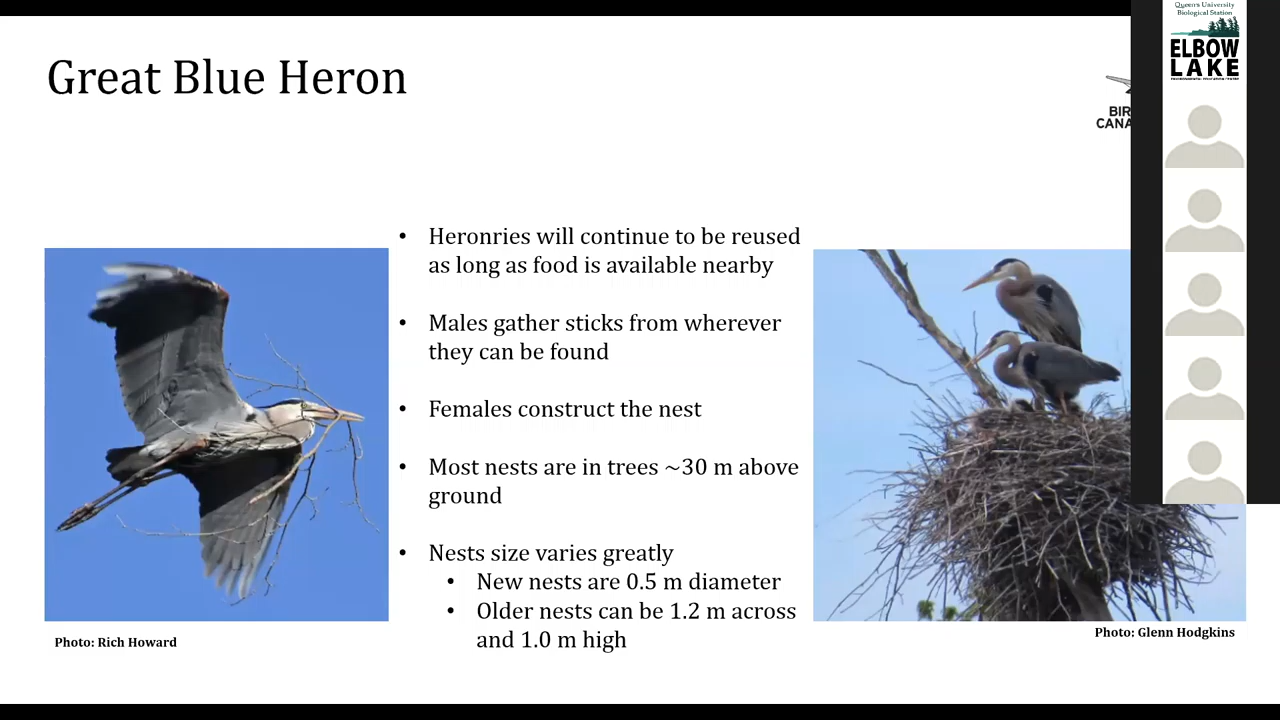 Great Blue Heron
Queen's University
Biological Station
ELBOW
LAKE
BIR
CANA
• Heronries will continue to be reused
as long as food is available nearby
• Males gather sticks from wherever
they can be found
• Females construct the nest
• Most nests are in trees ~30 m above
ground
• Nests size varies greatly
• New nests are 0.5 m diameter
• Older nests can be 1.2 m across
and 1.0 m high
Photo: Rich Howard
Photo: Glenn Hodgkins